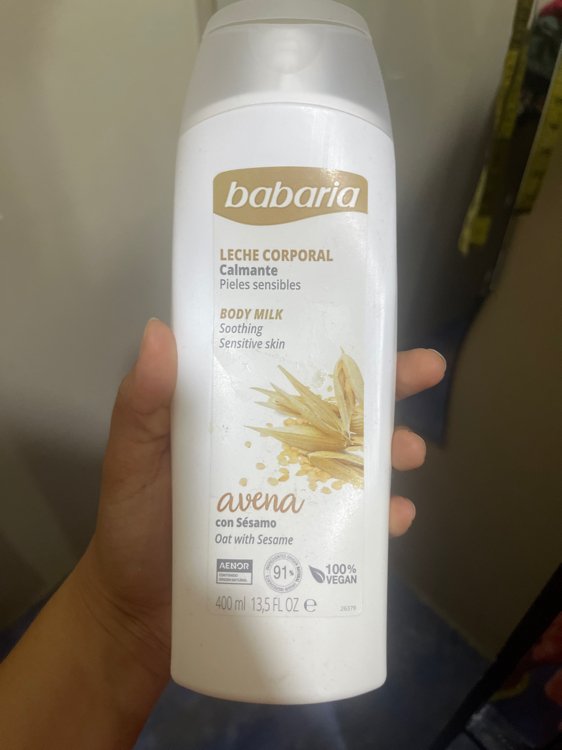 babaria
LECHE CORPORAL
Calmante
Pieles sensibles
BODY MILK
Soothing
Sensitive skin
avena
con Sésamo
Oat with Sesame
AENOR
91%
100%
VEGAN
400 ml 13,5 FL OZ ℮
26378